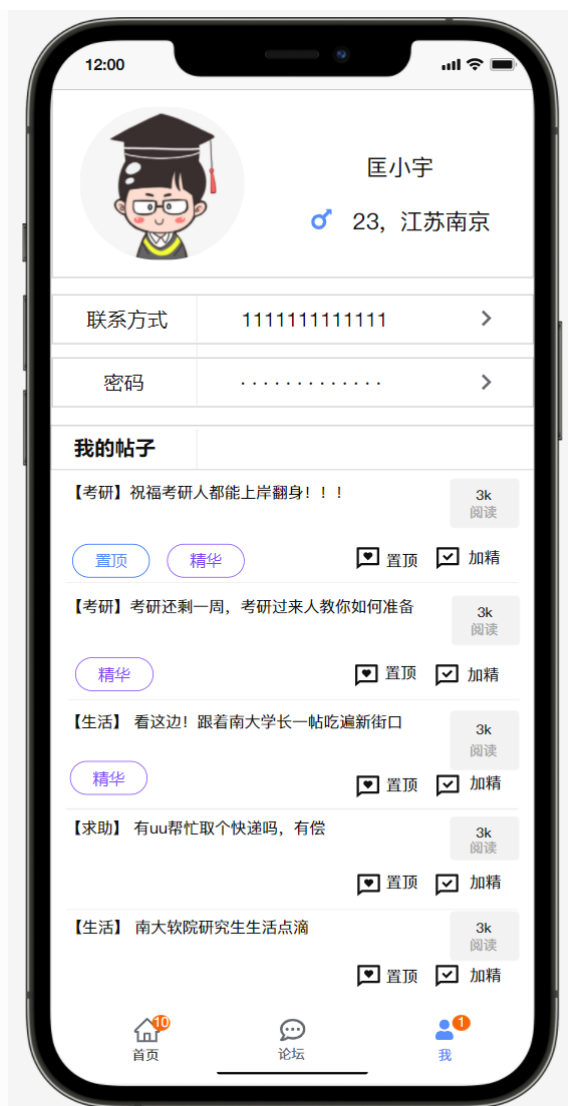 12:00
匡小宇
23，江苏南京
联系方式 1111111111111
密码 ·············
我的帖子
【考研】祝福考研人都能上岸翻身！！！ 3k
阅读
置顶 精华 置顶 加精
【考研】考研还剩一周，考研过来人教你如何准备 3k
阅读
精华 置顶 加精
【生活】 看这边！跟着南大学长一帖吃遍新街口 3k
阅读
精华 置顶 加精
【求助】 有uu帮忙取个快递吗，有偿 3k
阅读
置顶 加精
【生活】 南大软院研究生生活点滴 3k
阅读
置顶 加精
10 1
首页 论坛 我